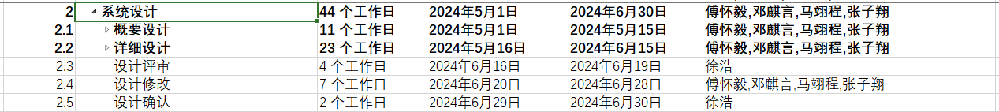 2 系统设计 44 个工作日 2024年5月1日 2024年6月30日 傅怀毅,邓麒言,马翊程,张子翔
2.1 概要设计 11 个工作日 2024年5月1日 2024年5月15日 傅怀毅,邓麒言,马翊程,张子翔
2.2 详细设计 23 个工作日 2024年5月16日 2024年6月15日 傅怀毅,邓麒言,马翊程,张子翔
2.3 设计评审 4 个工作日 2024年6月16日 2024年6月19日 徐浩
2.4 设计修改 7 个工作日 2024年6月20日 2024年6月28日 傅怀毅,邓麒言,马翊程,张子翔
2.5 设计确认 2 个工作日 2024年6月29日 2024年6月30日 徐浩